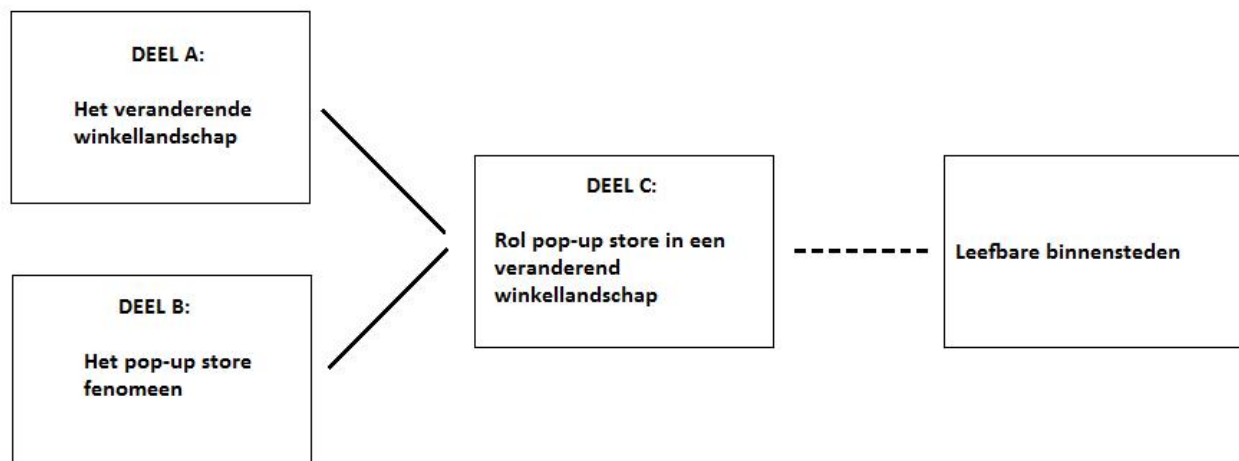 DEEL A:
Het veranderende
winkellandschap
DEEL B:
Het pop-up store
fenomeen
DEEL C:
Rol pop-up store in een
veranderend
winkellandschap
Leefbare binnensteden